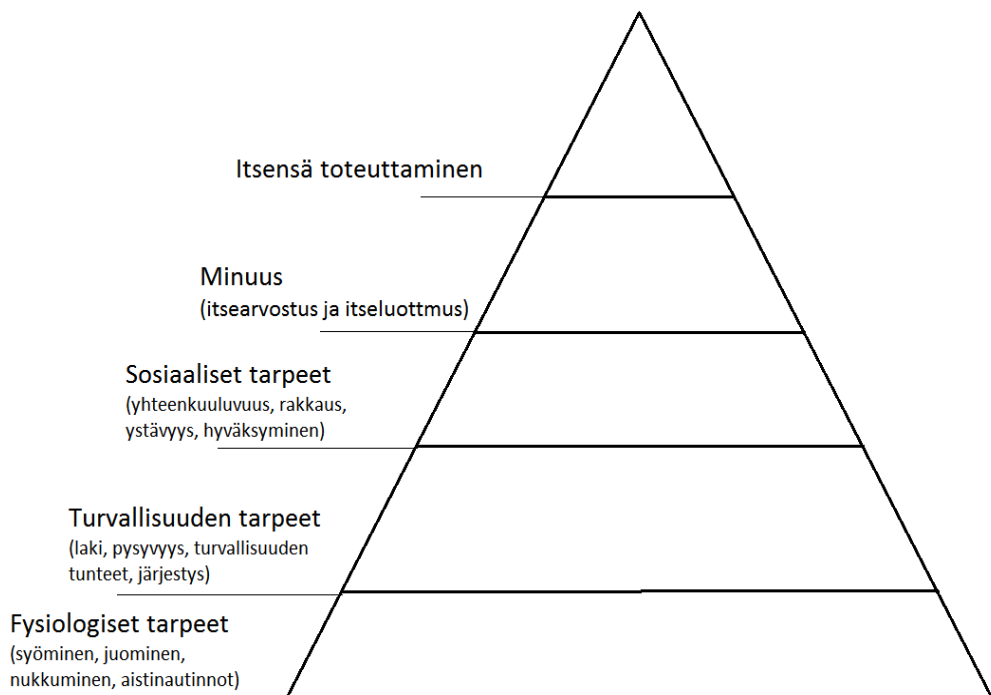 Itsensä toteuttaminen
Minuus
(itsearvostus ja itseluottmus)
Sosiaaliset tarpeet
(yhteenkuuluvuus, rakkaus,
ystävyys, hyväksyminen)
Turvallisuuden tarpeet
(laki, pysyvyys, turvallisuuden
tunteet, järjestys)
Fysiologiset tarpeet
(syöminen, juominen,
nukkuminen, aistinautinnot)